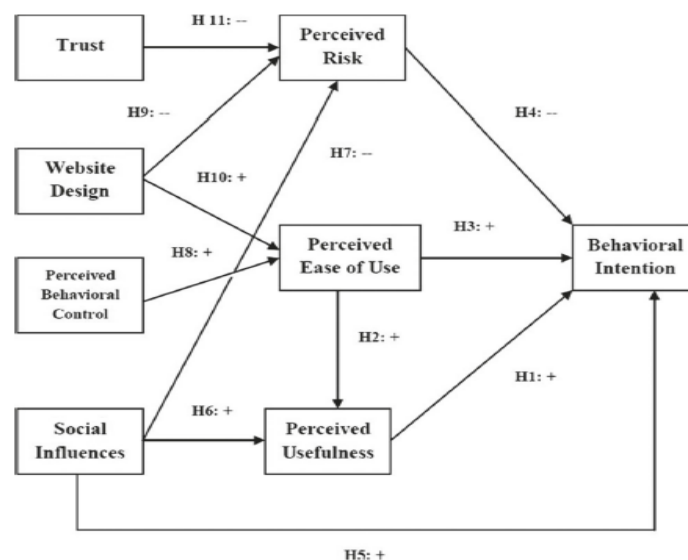 H 11: --
Trust
Perceived
Risk
H9: --
H4: --
H7: --
Website
Design
H10: +
H3: +
Perceived
Ease of Use
Behavioral
Intention
H8: +
Perceived
Behavioral
Control
H2: +
H1: +
H6: +
Social
Influences
Perceived
Usefulness
H5: +